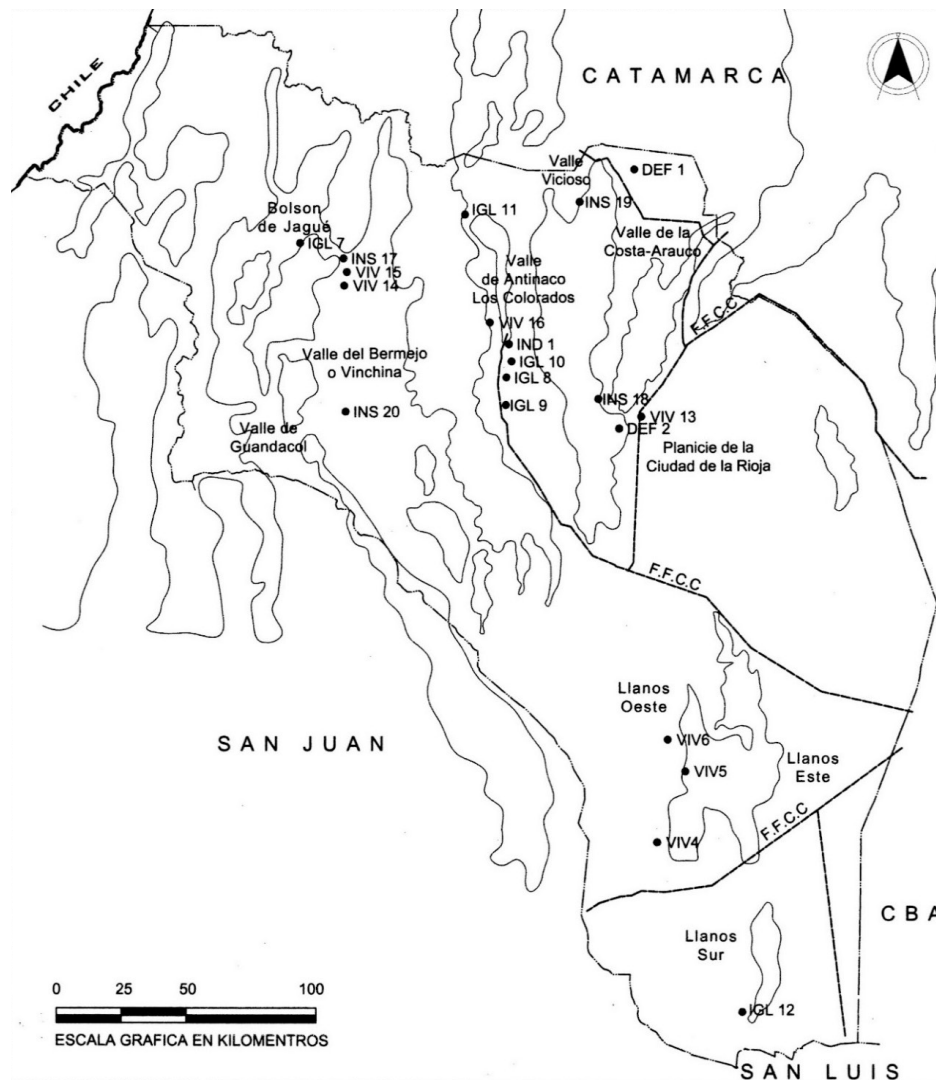 CHILE
CATAMARCA
Valle
Vicioso
DEF 1
INS 19
IGL 11
Bolson
de Jagué
IGL 7
Valle de la
Costa-Arauco
INS 17
VIV 15
VIV 14
Valle
de Antinaco
Los Colorados
F.F.C.C
VIV 16
IND 1
IGL 10
IGL 8
IGL 9
Valle del Bermejo
o Vinchina
INS 20
Valle de
Guandacol
INS 18
VIV 13
DEF 2
Planicie de la
Ciudad de la Rioja
F.F.C.C
Llanos
Oeste
SAN JUAN
VIV6
VIV5
Llanos
Este
F.F.C.C
VIV4
CBA
Llanos
Sur
IGL 12
0 25 50 100
ESCALA GRAFICA EN KILOMENTROS
SAN LUIS